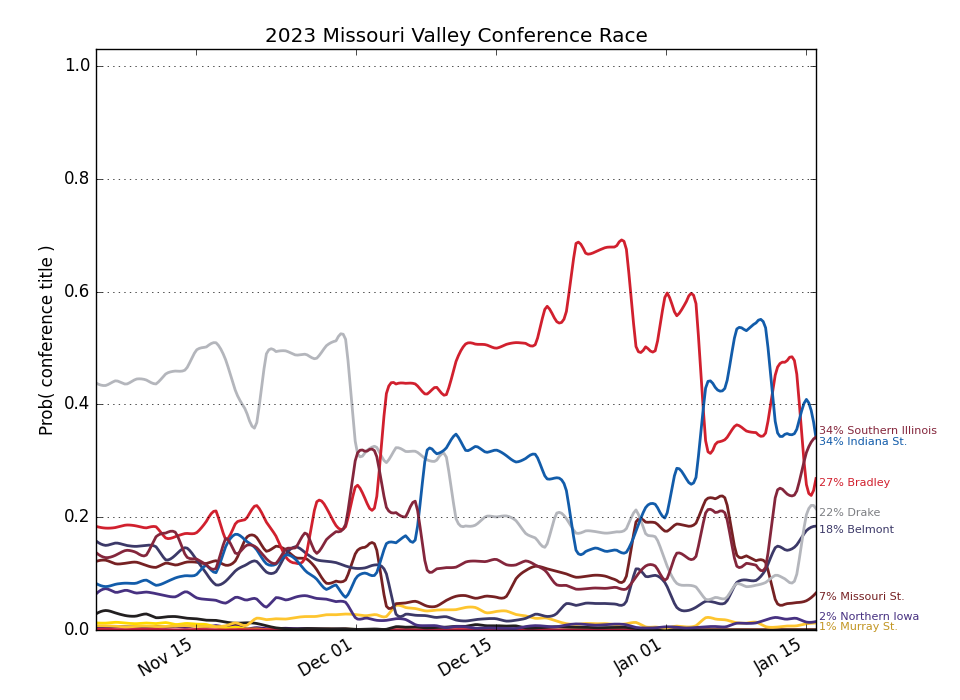 2023 Missouri Valley Conference Race
Prob( conference title )
1.0
0.8
0.6
0.4
0.2
0.0
34% Southern Illinois
34% Indiana St.
27% Bradley
22% Drake
18% Belmont
7% Missouri St.
2% Northern Iowa
1% Murray St.
Nov 15
Dec 01
Dec 15
Jan 01
Jan 15